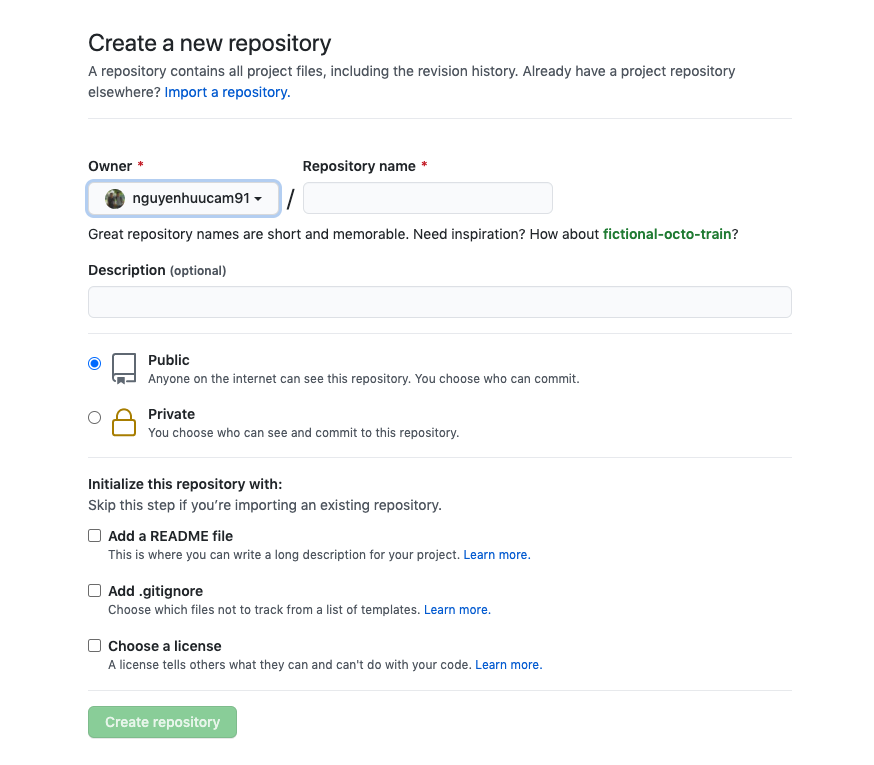 Create a new repository
A repository contains all project files, including the revision history. Already have a project repository
elsewhere? Import a repository.
Owner *
Repository name *
nguyenhuucam91
/
Great repository names are short and memorable. Need inspiration? How about fictional-octo-train?
Description (optional)
Public
Anyone on the internet can see this repository. You choose who can commit.
Private
You choose who can see and commit to this repository.
Initialize this repository with:
Skip this step if you’re importing an existing repository.
Add a README file
This is where you can write a long description for your project. Learn more.
Add .gitignore
Choose which files not to track from a list of templates. Learn more.
Choose a license
A license tells others what they can and can't do with your code. Learn more.
Create repository